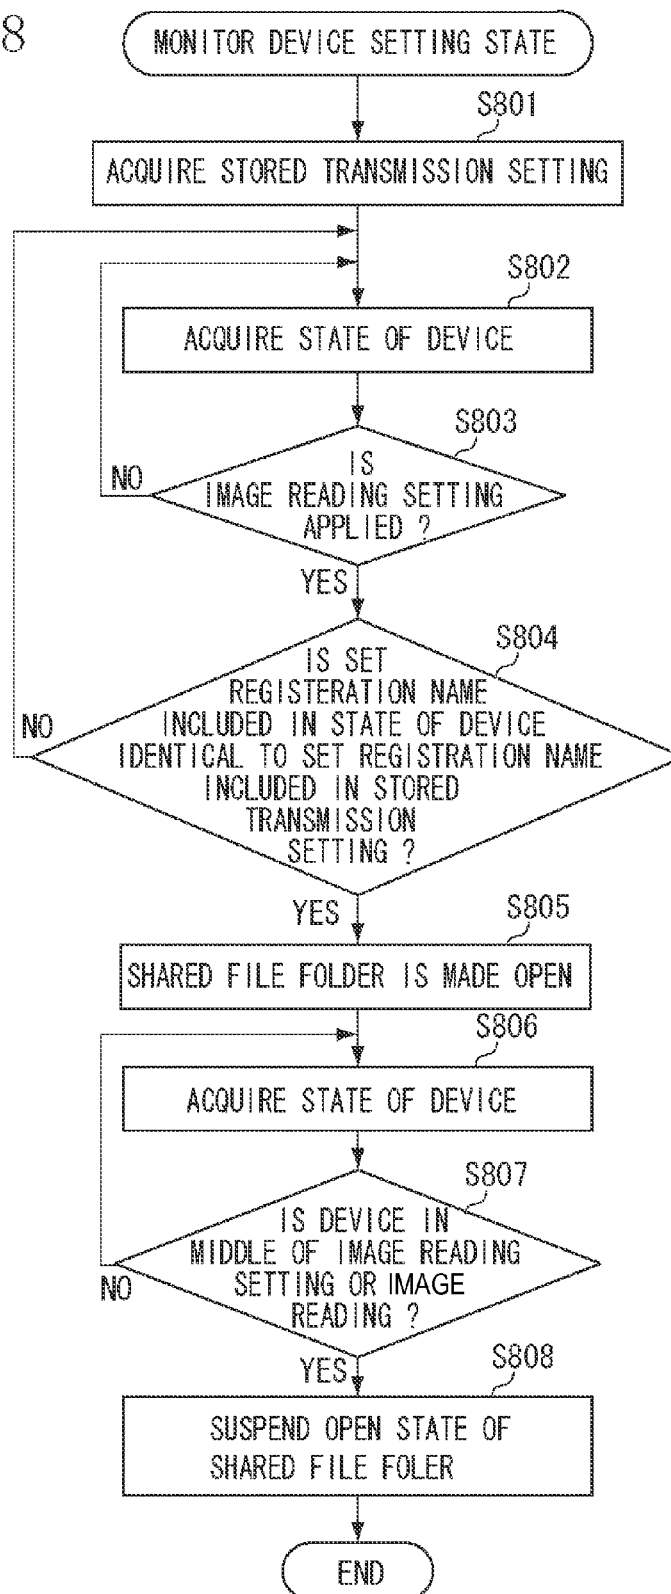 8
MONITOR DEVICE SETTING STATE
S801
ACQUIRE STORED TRANSMISSION SETTING
S802
ACQUIRE STATE OF DEVICE
S803
IS
IMAGE READING SETTING
APPLIED ?
NO
YES
S804
IS SET
REGISTERATION NAME
INCLUDED IN STATE OF DEVICE
IDENTICAL TO SET REGISTRATION NAME
INCLUDED IN STORED
TRANSMISSION
SETTING ?
NO
YES
S805
SHARED FILE FOLDER IS MADE OPEN
S806
ACQUIRE STATE OF DEVICE
S807
IS DEVICE IN
MIDDLE OF IMAGE READING
SETTING OR IMAGE
READING ?
NO
YES
S808
SUSPEND OPEN STATE OF
SHARED FILE FOLER
END